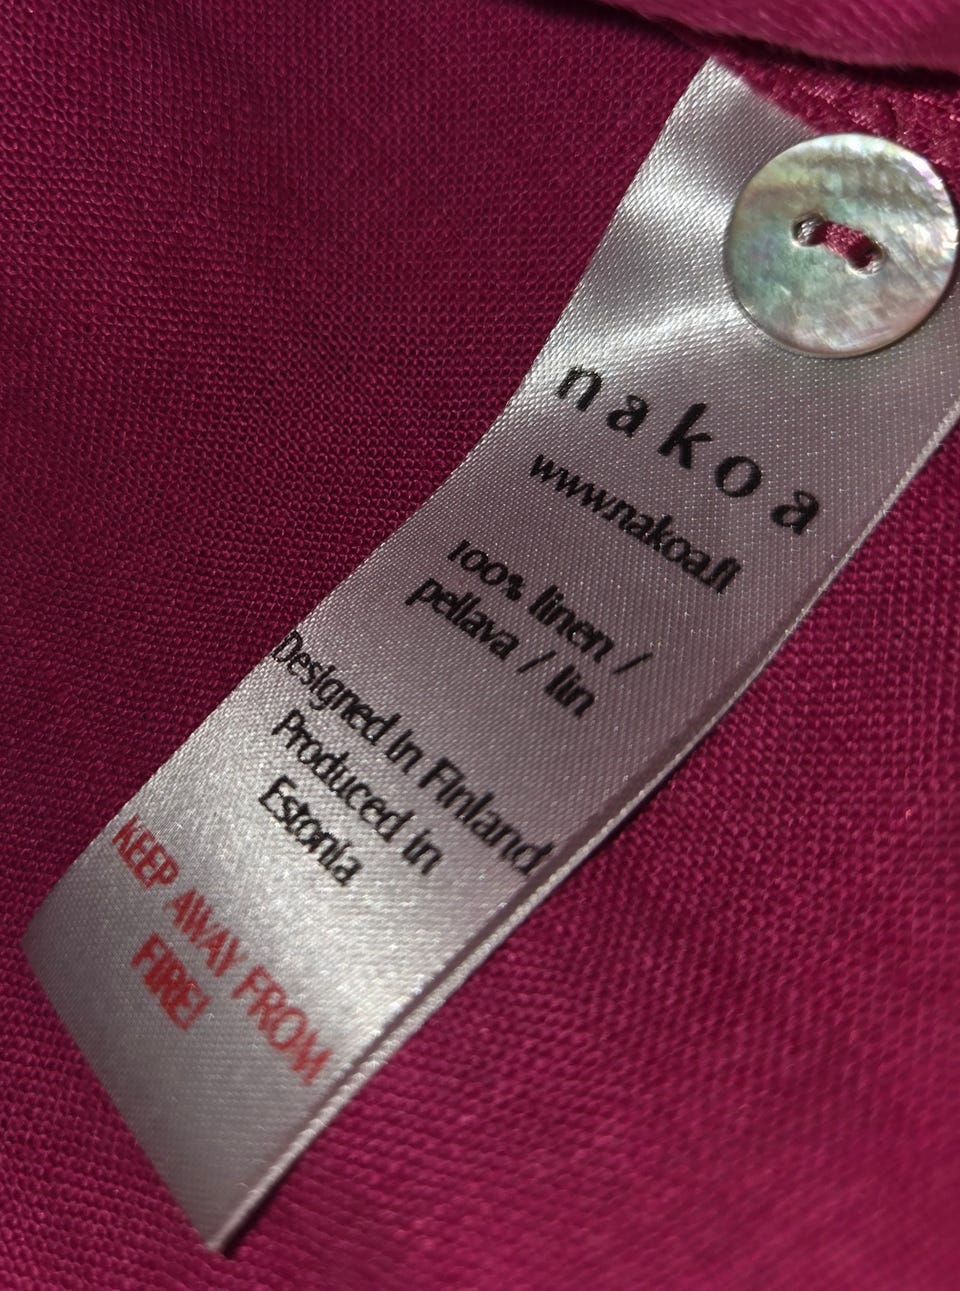 nakoa
www.nakoa.fi
100% linen /
pellava / lin
Designed in Finland
Produced in
Estonia
KEEP AWAY FROM
FIRE!